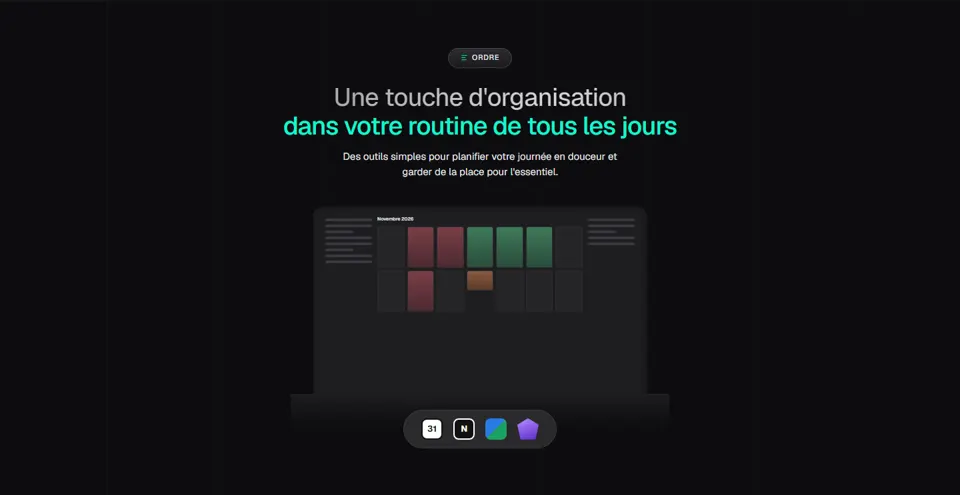 ORDRE
Une touche d'organisation
dans votre routine de tous les jours
Des outils simples pour planifier votre journée en douceur et
garder de la place pour l'essentiel.
Novembre 2026
31
N